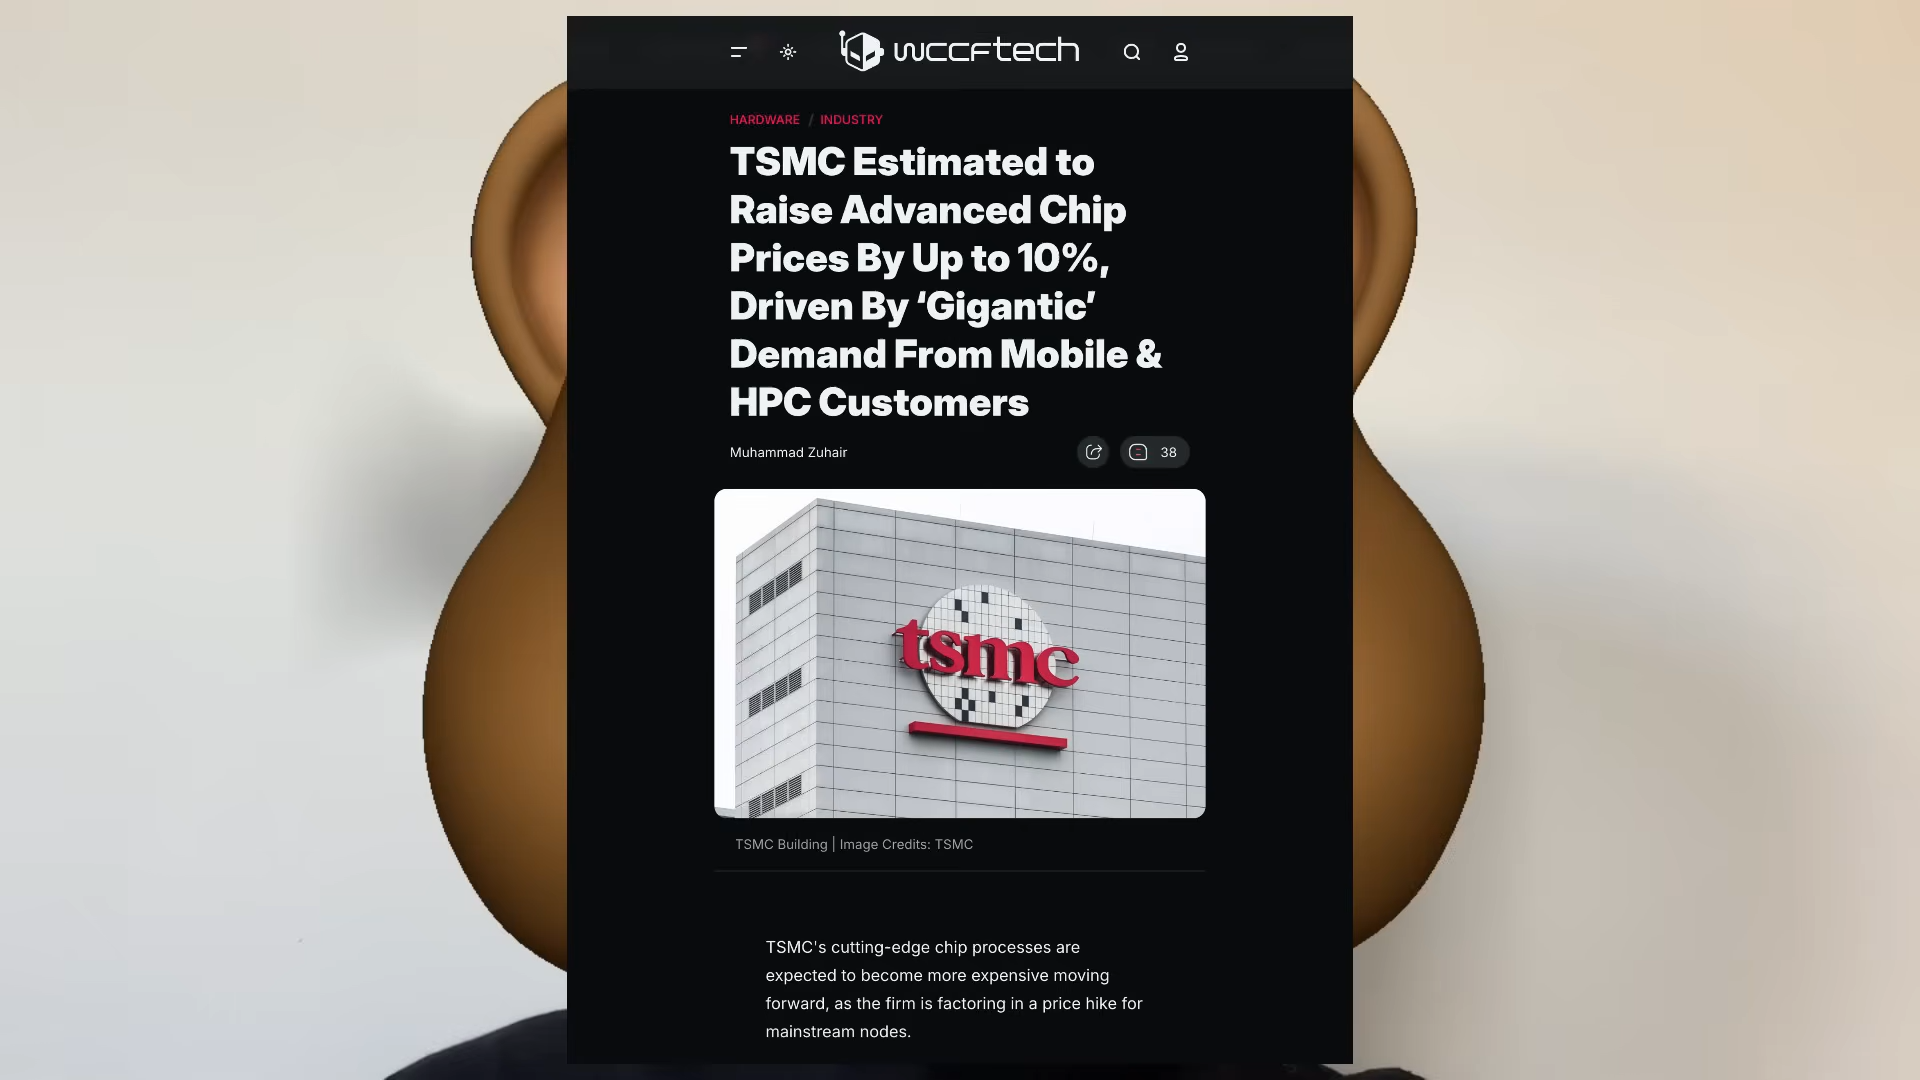 wccftech
HARDWARE / INDUSTRY
TSMC Estimated to
Raise Advanced Chip
Prices By Up to 10%,
Driven By ‘Gigantic’
Demand From Mobile &
HPC Customers
Muhammad Zuhair
38
tsmc
TSMC Building | Image Credits: TSMC
TSMC's cutting-edge chip processes are
expected to become more expensive moving
forward, as the firm is factoring in a price hike for
mainstream nodes.